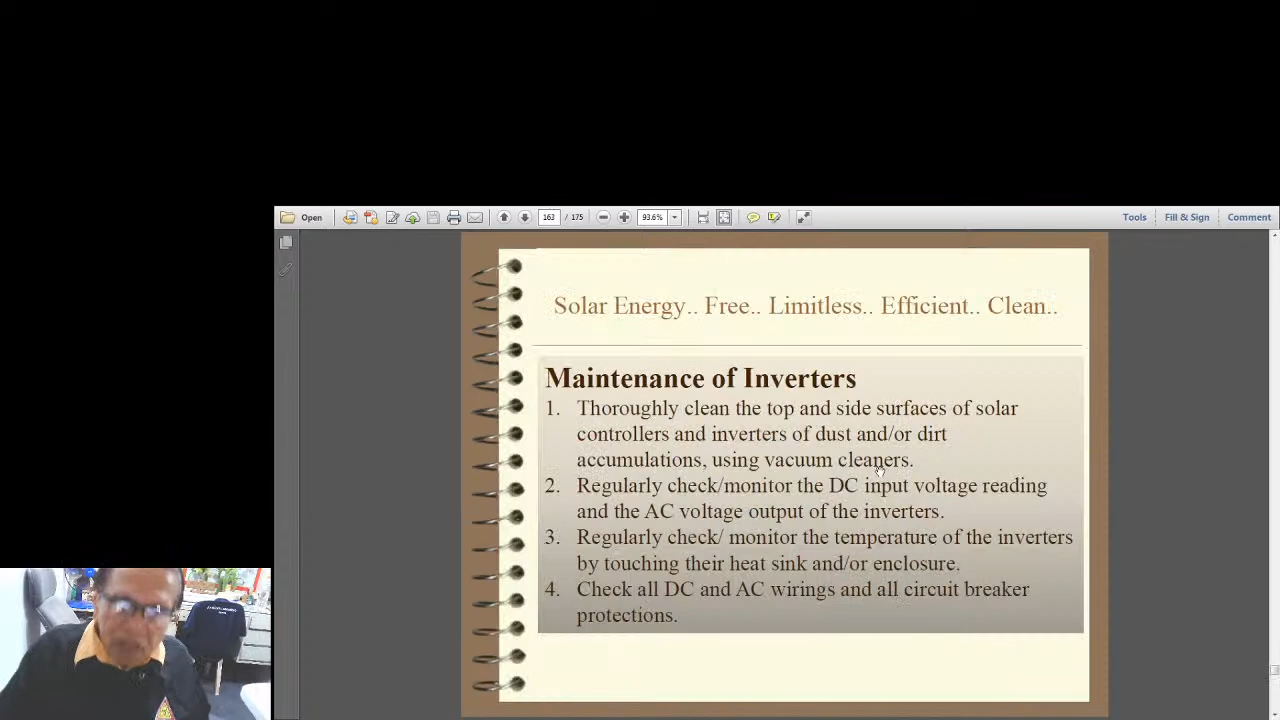 Open
163 / 175
93.6%
Tools
Fill & Sign
Comment
Solar Energy.. Free.. Limitless.. Efficient.. Clean..
Maintenance of Inverters
1. Thoroughly clean the top and side surfaces of solar
controllers and inverters of dust and/or dirt
accumulations, using vacuum cleaners.
2. Regularly check/monitor the DC input voltage reading
and the AC voltage output of the inverters.
3. Regularly check/ monitor the temperature of the inverters
by touching their heat sink and/or enclosure.
4. Check all DC and AC wirings and all circuit breaker
protections.